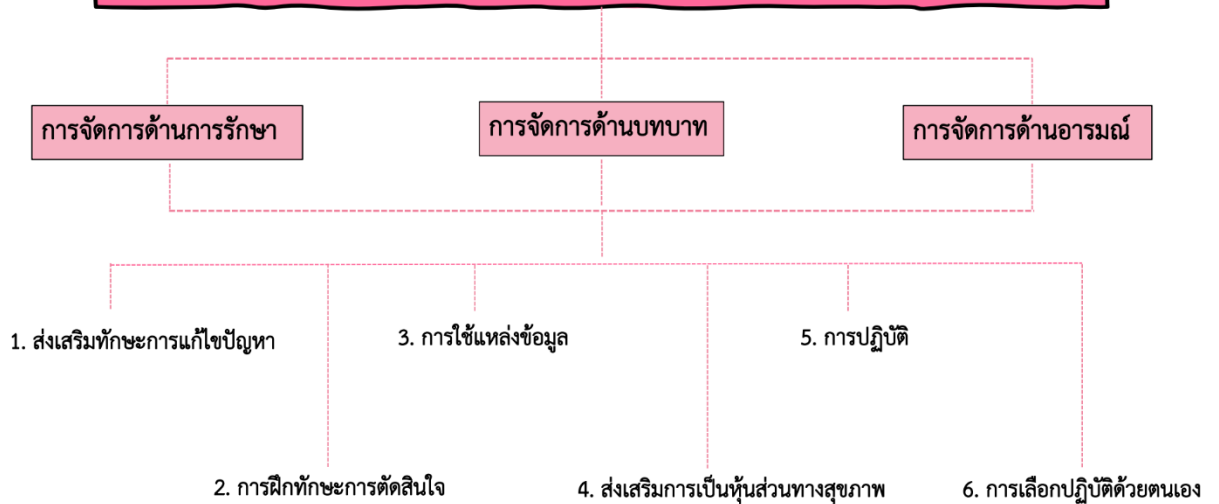 การจัดการด้านการรักษา
การจัดการด้านบทบาท
การจัดการด้านอารมณ์
1. ส่งเสริมทักษะการแก้ไขปัญหา
2. การฝึกทักษะการตัดสินใจ
3. การใช้แหล่งข้อมูล
4. ส่งเสริมการเป็นหุ้นส่วนทางสุขภาพ
5. การปฏิบัติ
6. การเลือกปฏิบัติด้วยตนเอง